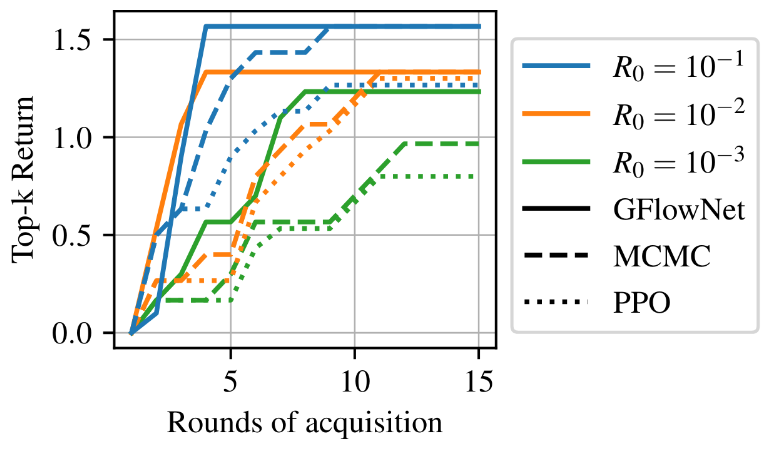 Top-k Return
1.5
1.0
0.5
0.0
5 10 15
Rounds of acquisition
R₀ = 10⁻¹
R₀ = 10⁻²
R₀ = 10⁻³
GFlowNet
MCMC
PPO